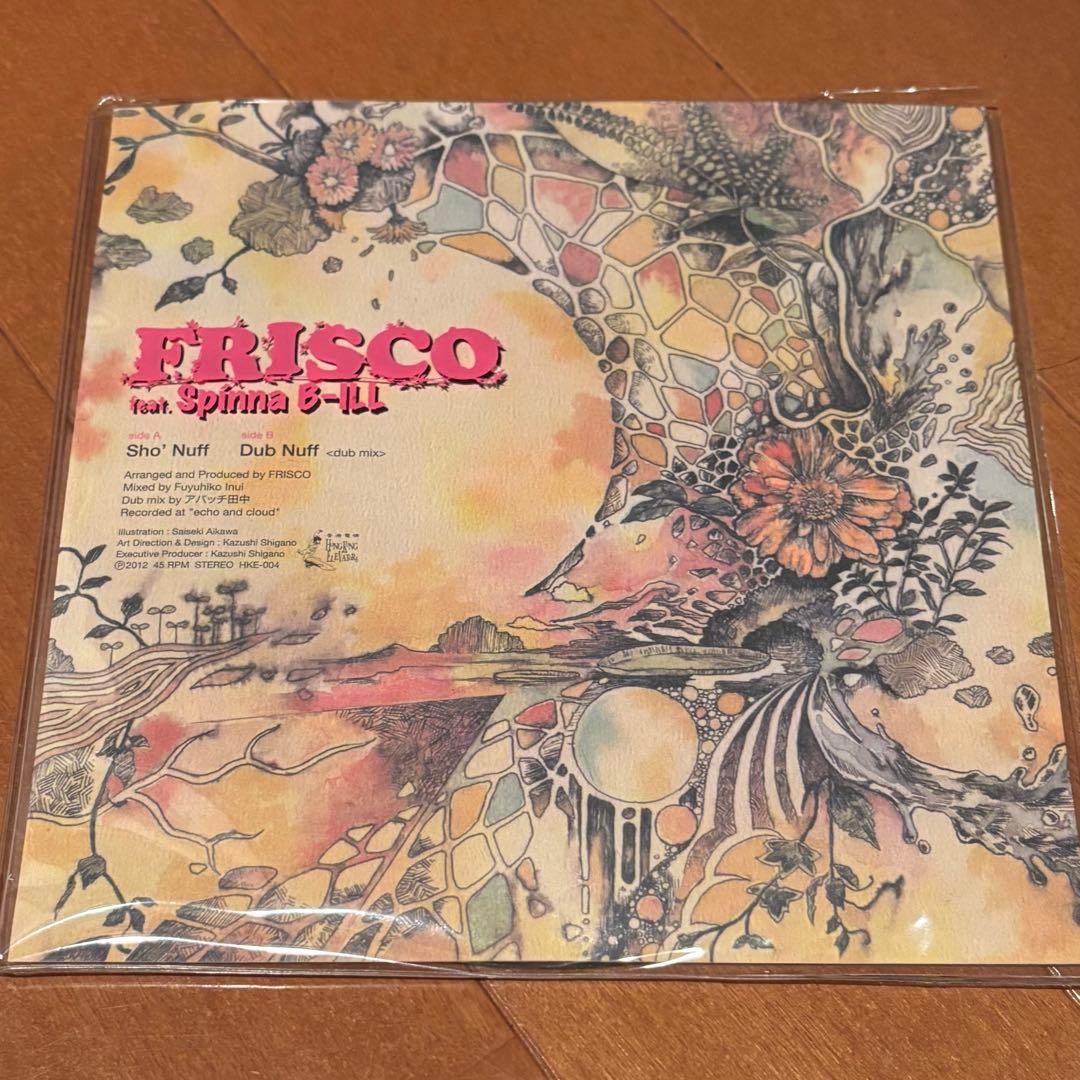 FRISCO
feat. Spinna B-ILL
side A side B
Sho' Nuff Dub Nuff <dub mix>
Arranged and Produced by FRISCO
Mixed by Fuyuhiko Inui
Dub mix by アパッチ田中
Recorded at "echo and cloud"
Illustration : Saiseki Aikawa
Art Direction & Design : Kazushi Shigano
Executive Producer : Kazushi Shigano
Ⓟ2012 45 RPM STEREO HKE-004